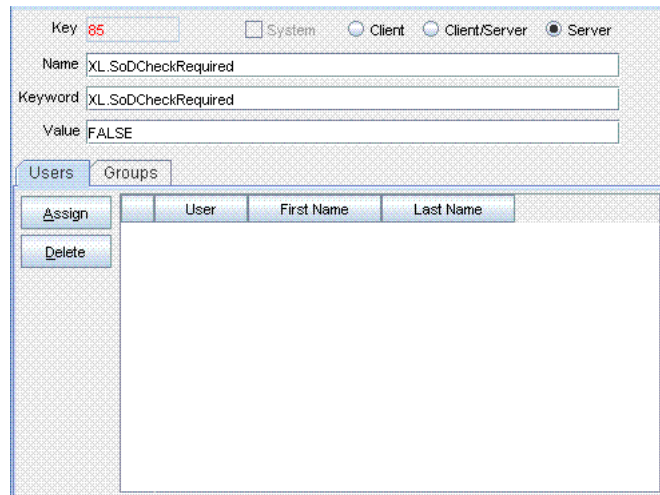 Key 85 System Client Client/Server Server
Name XL.SoDCheckRequired
Keyword XL.SoDCheckRequired
Value FALSE
Users Groups
Assign User First Name Last Name
Delete